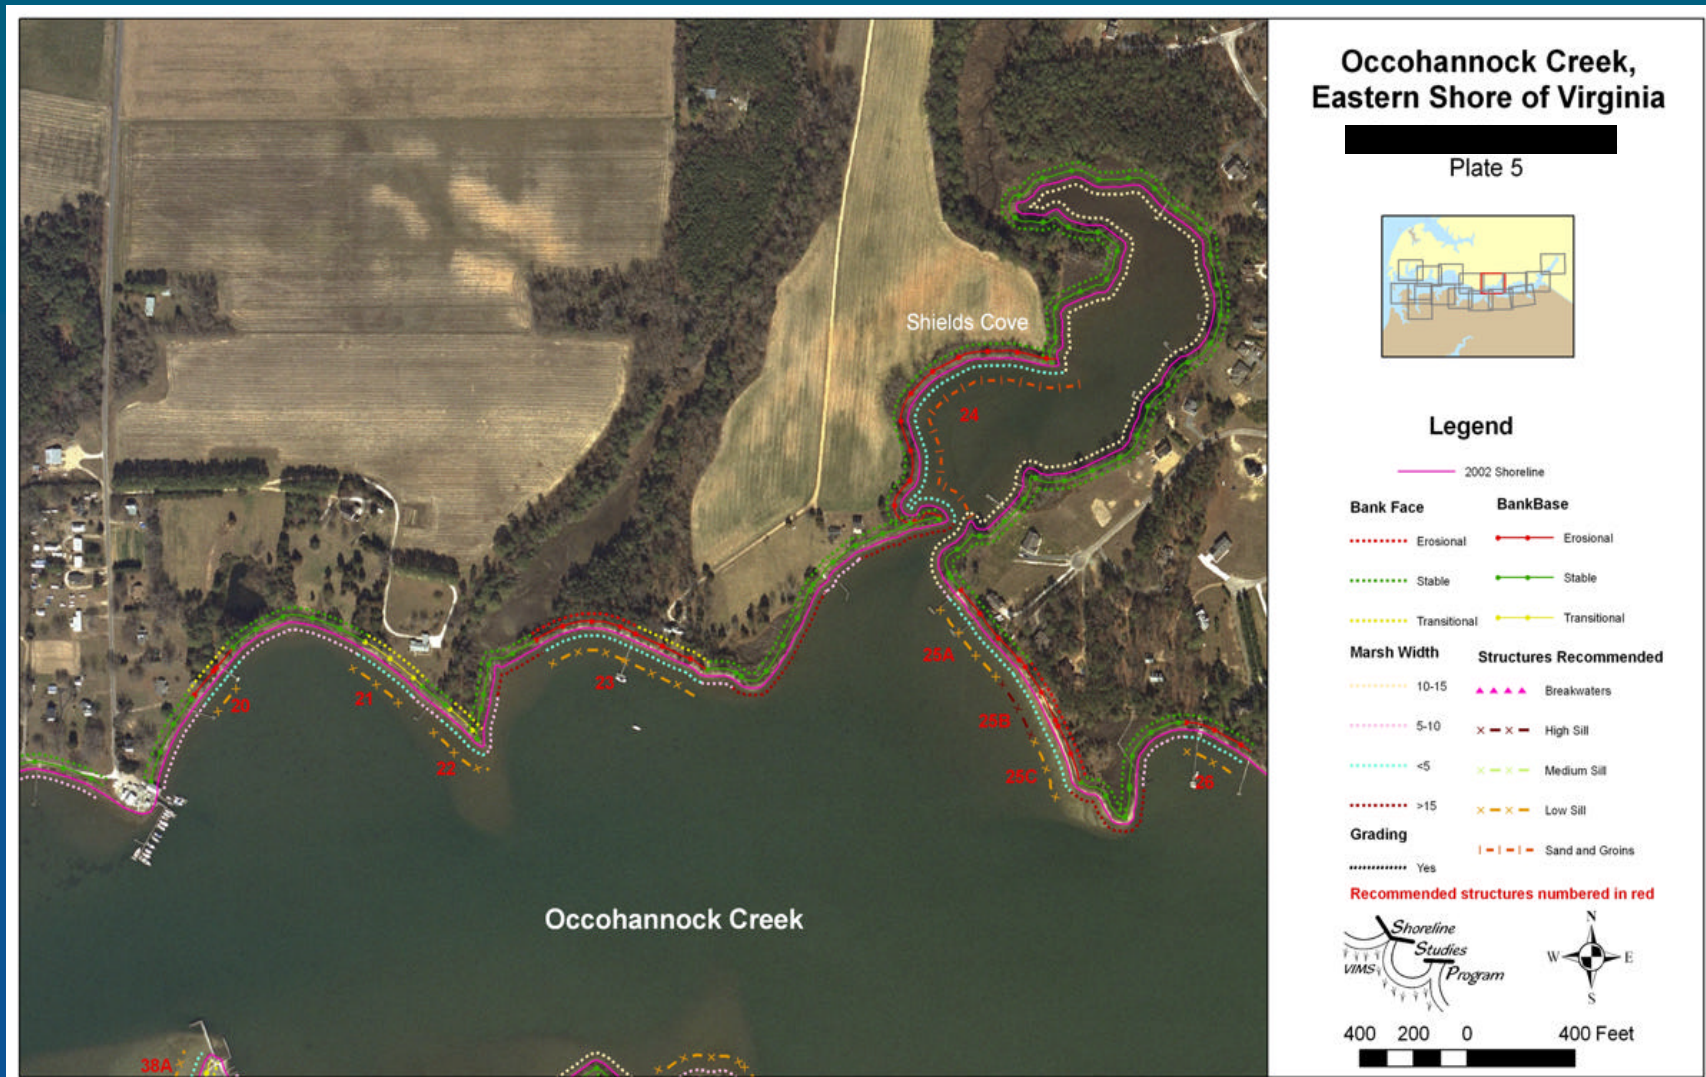 Occohannock Creek,
Eastern Shore of Virginia
Plate 5
Shields Cove
24
25A
25B
25C
23
20
21
22
26
Occohannock Creek
38A
Legend
2002 Shoreline
Bank Face
Erosional
Stable
Transitional
BankBase
Erosional
Stable
Transitional
Marsh Width
10-15
5-10
<5
>15
Structures Recommended
Breakwaters
High Sill
Medium Sill
Low Sill
Sand and Groins
Grading
Yes
Recommended structures numbered in red
Shoreline
Studies
VIMS
Program
N
W
E
S
400 200 0 400 Feet